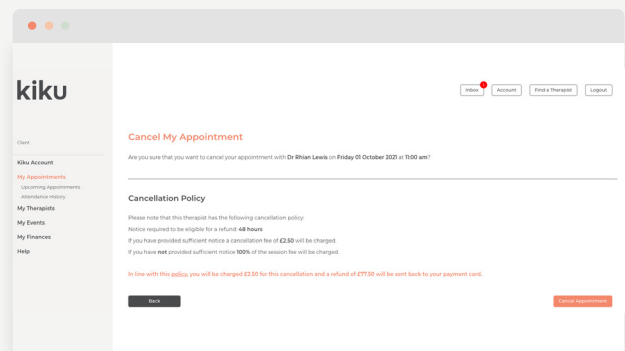 kiku
Inbox
1
Account
Find a Therapist
Logout
Client
Kiku Account
My Appointments
Upcoming Appointments
Attendance History
My Therapists
My Events
My Finances
Help
Cancel My Appointment
Are you sure that you want to cancel your appointment with Dr Rhian Lewis on Friday 01 October 2021 at 11:00 am?
Cancellation Policy
Please note that this therapist has the following cancellation policy:
Notice required to be eligible for a refund: 48 hours
If you have provided sufficient notice a cancellation fee of £2.50 will be charged.
If you have not provided sufficient notice 100% of the session fee will be charged.
In line with this policy, you will be charged £2.50 for this cancellation and a refund of £77.50 will be sent back to your payment card.
Back
Cancel Appointment